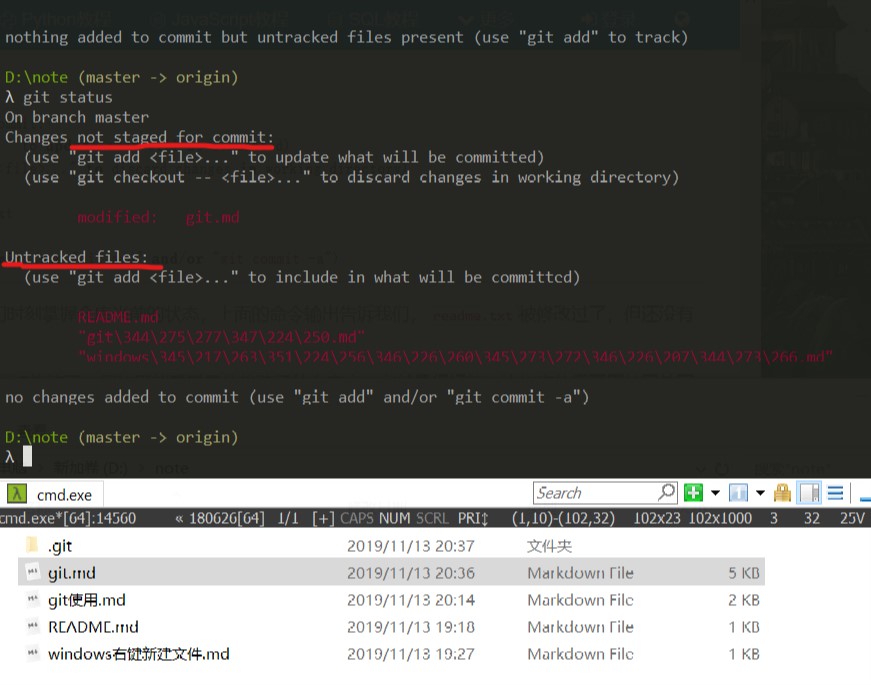 nothing added to commit but untracked files present (use "git add" to track)
D:\note (master -> origin)
λ git status
On branch master
Changes not staged for commit:
(use "git add <file>..." to update what will be committed)
(use "git checkout -- <file>..." to discard changes in working directory)
modified: git.md
Untracked files:
(use "git add <file>..." to include in what will be committcd)
README.md
"git\344\275\277\347\224\250.md"
"windows\345\217\263\351\224\256\346\226\260\345\273\272\346\226\207\344\273\266.md"
no changes added to commit (use "git add" and/or "git commit -a")
D:\note (master -> origin)
λ
cmd.exe
Search
cmd.exe*[64]:14560 « 180626[64] 1/1 [+] CAPS NUM SCRL PRI↕ (1,10)-(102,32) 102x23 102x1000 3 32 25V
.git 2019/11/13 20:37 文件夹
git.md 2019/11/13 20:36 Markdown File 5 KB
git使用.md 2019/11/13 20:14 Markdown File 2 KB
README.md 2019/11/13 19:18 Markdown File 1 KB
windows右键新建文件.md 2019/11/13 19:27 Markdown File 1 KB